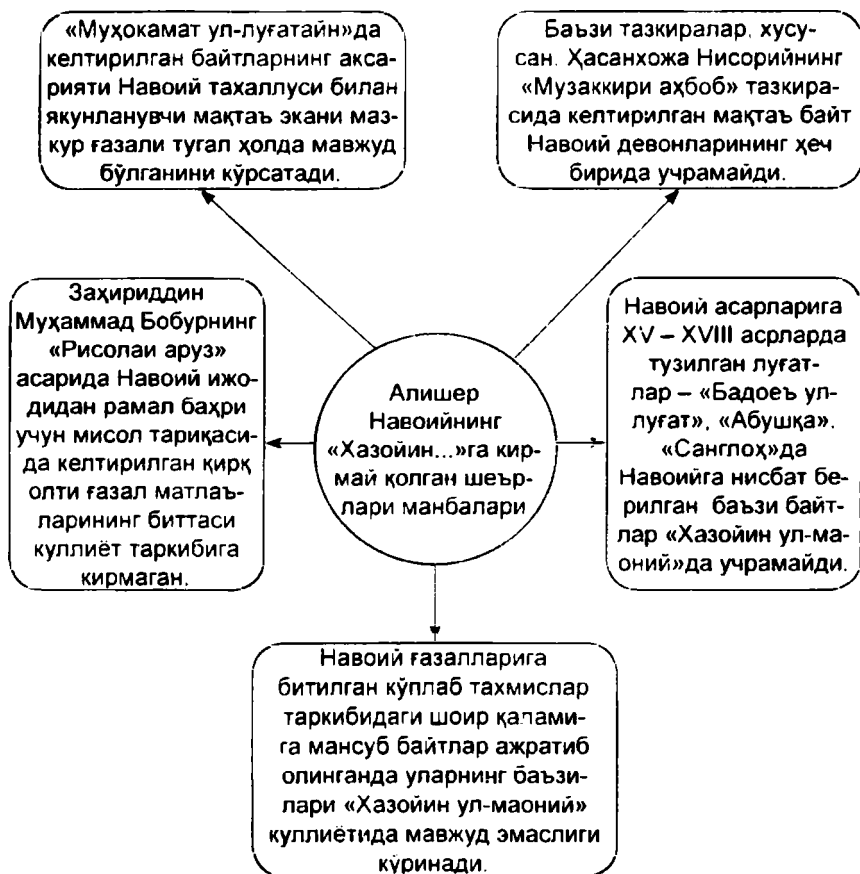 «Муҳокамат ул-луғатайн»да
келтирилган байтларнинг акса-
рияти Навоий тахаллуси билан
якунланувчи мақтаъ экани маз-
кур ғазали тугал ҳолда мавжуд
бўлганини кўрсатади.
Баъзи тазкиралар, хусу-
сан. Ҳасанхожа Нисорийнинг
«Музаккири аҳбоб» тазкира-
сида келтирилган мақтаъ байт
Навоий девонларининг ҳеч
бирида учрамайди.
Заҳириддин
Муҳаммад Бобурнинг
«Рисолаи аруз»
асарида Навоий ижо-
дидан рамал баҳри
учун мисол тариқаси-
да келтирилган қирқ
олти ғазал матлаъ-
ларининг биттаси
куллиёт таркибига
кирмаган.
Алишер
Навоийнинг
«Хазойин...»га кир-
май қолган шеър-
лари манбалари
Навоий асарларига
XV – XVIII асрларда
тузилган луғат-
лар – «Бадоеъ ул-
луғат», «Абушқа».
«Санглоҳ»да
Навоийга нисбат бе-
рилган баъзи байт-
лар «Хазойин ул-ма-
оний»да учрамайди.
Навоий ғазалларига
битилган кўплаб тахмислар
таркибидаги шоир қалами-
га мансуб байтлар ажратиб
олинганда уларнинг баъзи-
лари «Хазойин ул-маоний»
куллиётида мавжуд эмаслиги
кўринади.